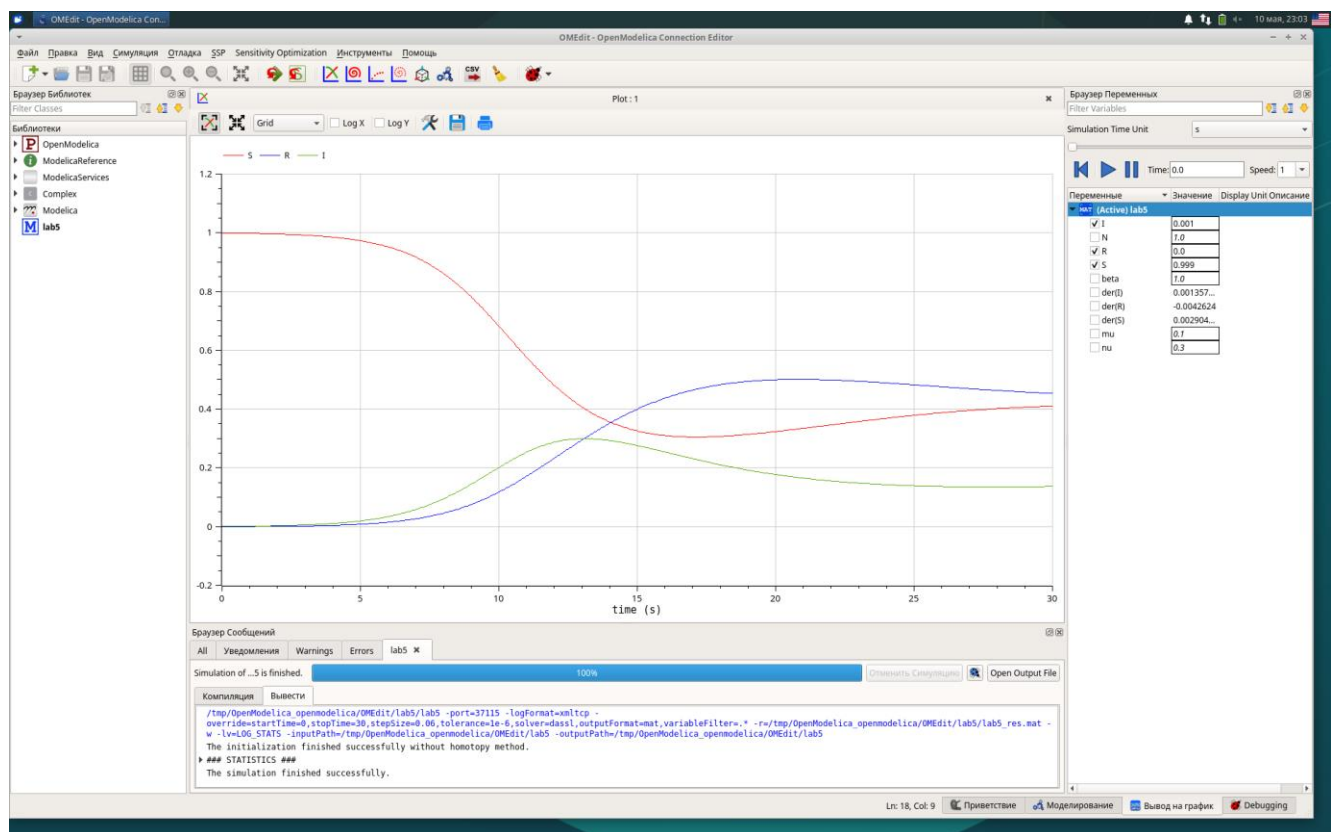 OMEdit - OpenModelica Con...
10 мая, 23:03
OMEdit - OpenModelica Connection Editor
Файл Правка Вид Симуляция Отладка SSP Sensitivity Optimization Инструменты Помощь
CSV
Браузер Библиотек
Filter Classes
Библиотеки
P OpenModelica
ModelicaReference
ModelicaServices
Complex
Modelica
M lab5
Plot : 1
Grid
Log X
Log Y
S R I
1.2
1
0.8
0.6
0.4
0.2
0
-0.2
0 5 10 15 20 25 30
time (s)
Браузер Переменных
Filter Variables
Simulation Time Unit s
Time: 0.0 Speed: 1
Переменные Значение Display Unit Описание
MAT (Active) lab5
I 0.001
N 1.0
R 0.0
S 0.999
beta 1.0
der(I) 0.001357...
der(R) -0.0042624
der(S) 0.002904...
mu 0.1
nu 0.3
Браузер Сообщений
All Уведомления Warnings Errors lab5
Simulation of ...5 is finished. 100% Отменить Симуляцию Open Output File
Компиляция Вывести
/tmp/OpenModelica_openmodelica/OMEdit/lab5/lab5 -port=37115 -logFormat=xmltcp -
override=startTime=0,stopTime=30,stepSize=0.06,tolerance=1e-6,solver=dassl,outputFormat=mat,variableFilter=.* -r=/tmp/OpenModelica_openmodelica/OMEdit/lab5/lab5_res.mat -
w -lv=LOG_STATS -inputPath=/tmp/OpenModelica_openmodelica/OMEdit/lab5 -outputPath=/tmp/OpenModelica_openmodelica/OMEdit/lab5
The initialization finished successfully without homotopy method.
### STATISTICS ###
The simulation finished successfully.
Ln: 18, Col: 9 Приветствие Моделирование Вывод на график Debugging